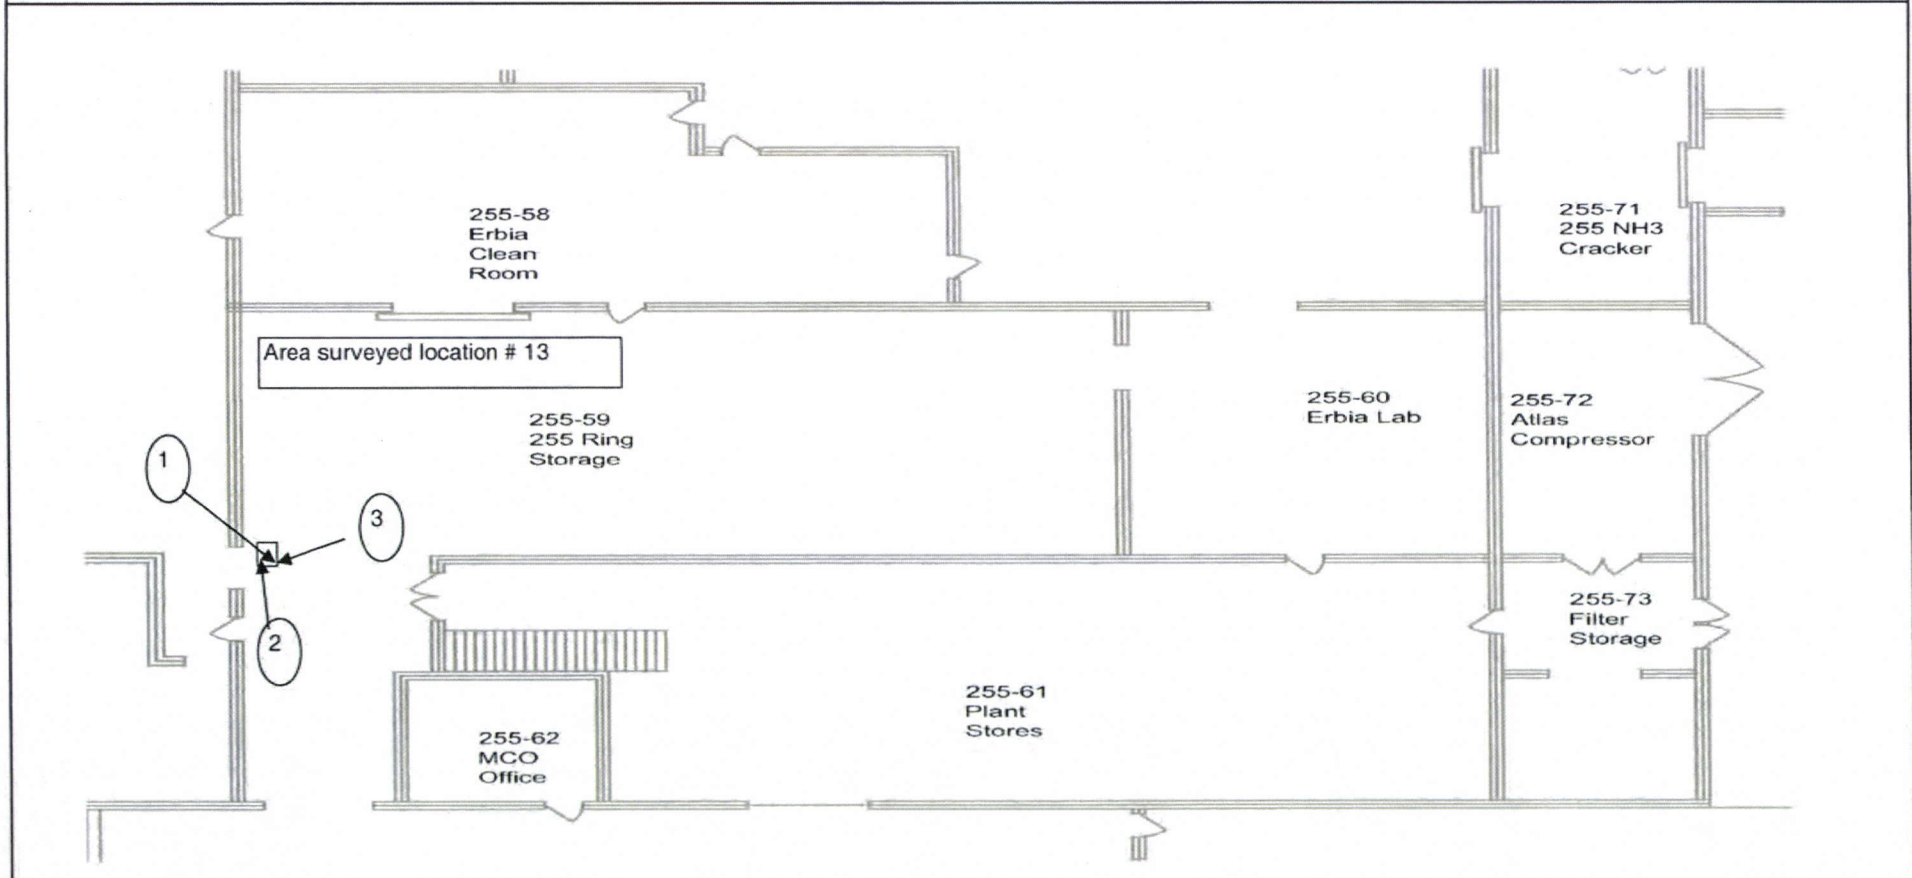 255-58
Erbia
Clean
Room
255-71
255 NH3
Cracker
Area surveyed location # 13
255-59
255 Ring
Storage
255-60
Erbia Lab
255-72
Atlas
Compressor
1
3
2
255-73
Filter
Storage
255-61
Plant
Stores
255-62
MCO
Office